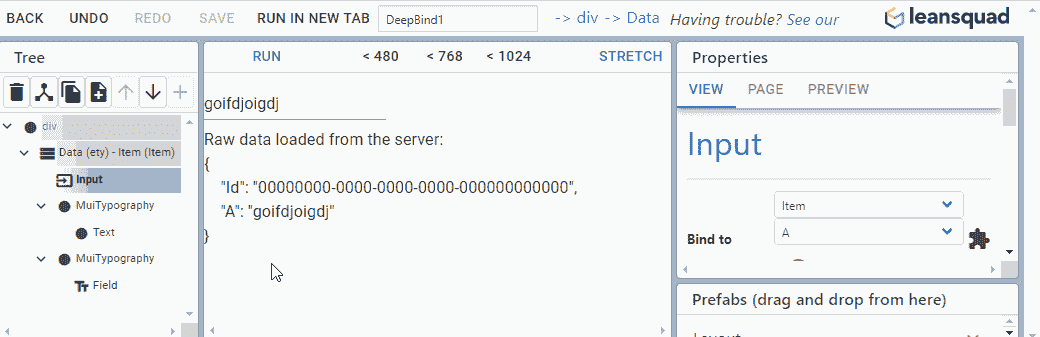 BACK UNDO REDO SAVE RUN IN NEW TAB DeepBind1 -> div -> Data Having trouble? See our leansquad
Tree
div
Data (ety) - Item (Item)
Input
MuiTypography
Text
MuiTypography
Field
RUN < 480 < 768 < 1024 STRETCH
goifdjoigdj
Raw data loaded from the server:
{
"Id": "00000000-0000-0000-0000-000000000000",
"A": "goifdjoigdj"
}
Properties
VIEW PAGE PREVIEW
Input
Item
Bind to
A
Prefabs (drag and drop from here)